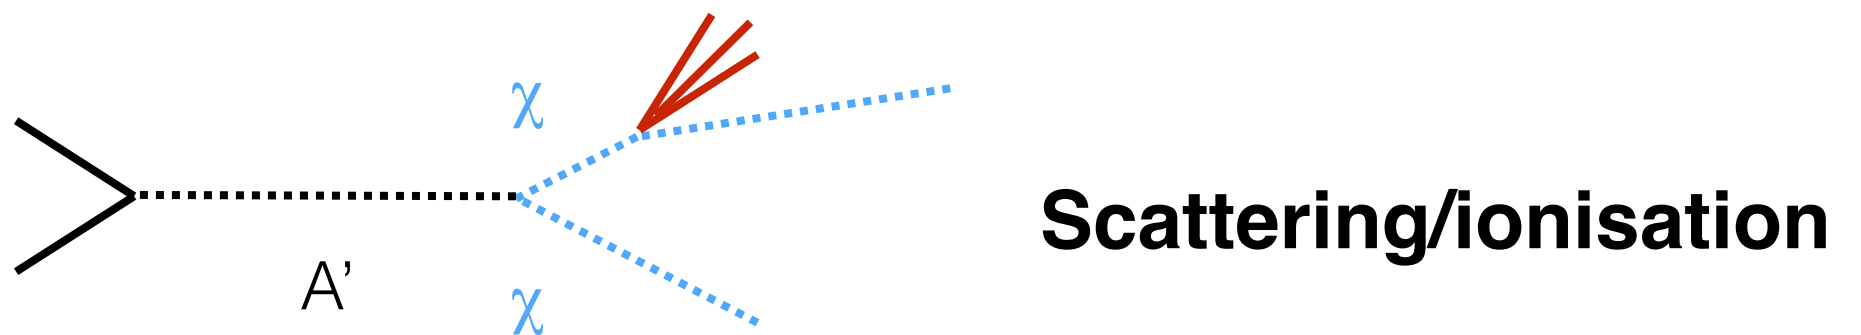 χ
Scattering/ionisation
A’
χ